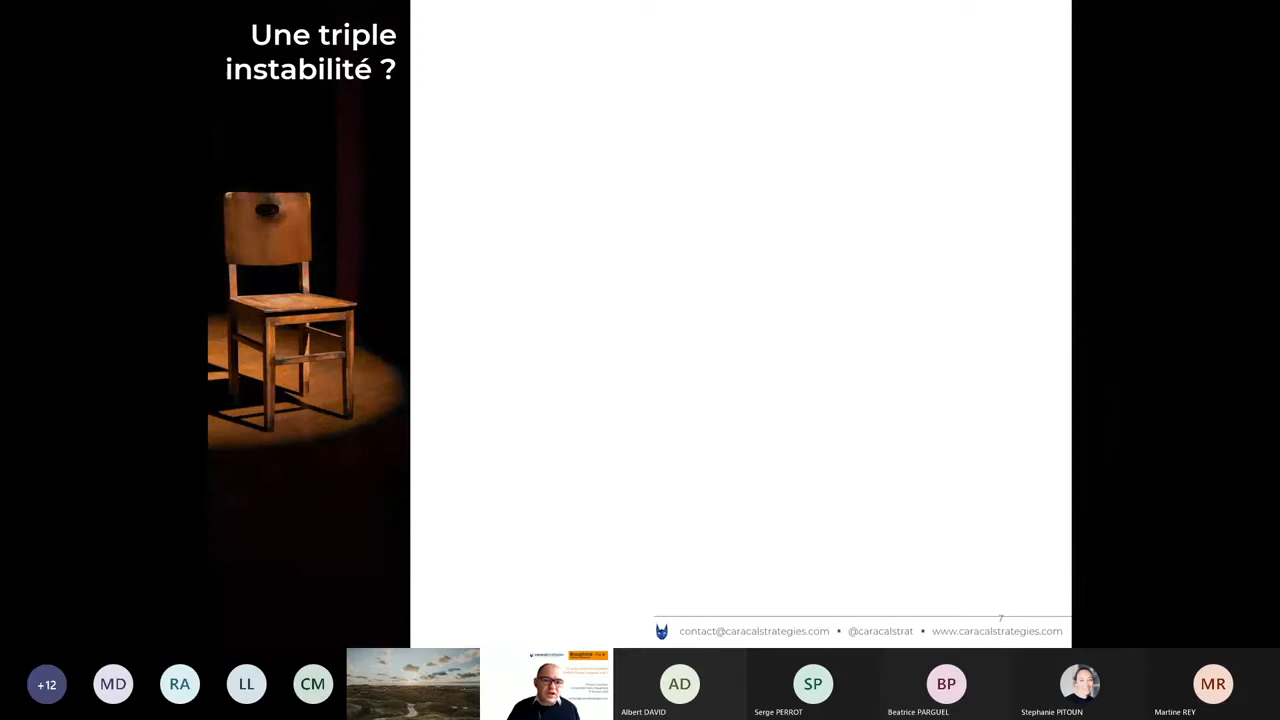 Une triple
instabilité ?
7
contact@caracalstrategies.com ▪ @caracalstrat ▪ www.caracalstrategies.com
+12
MD
RA
LL
CM
AD
SP
BP
MR
Albert DAVID
Serge PERROT
Beatrice PARGUEL
Stephanie PITOUN
Martine REY